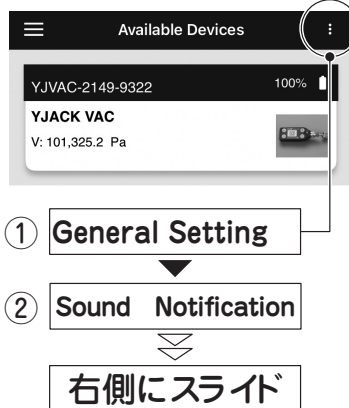 Available Devices
YJVAC-2149-9322 100%
YJACK VAC
V: 101,325.2 Pa
① General Setting
② Sound Notification
右側にスライド